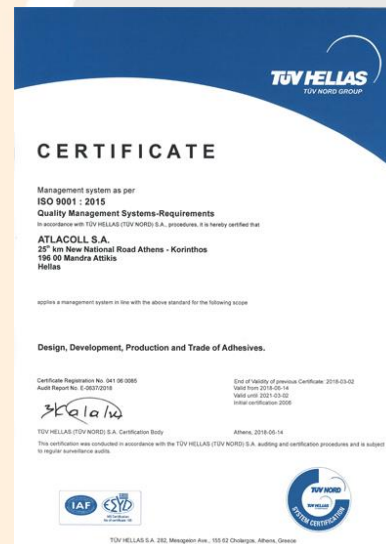 TÜV HELLAS
TÜV NORD GROUP
CERTIFICATE
Management system as per
ISO 9001 : 2015
Quality Management Systems-Requirements
In accordance with TÜV HELLAS (TÜV NORD) S.A., procedures, it is hereby certified that
ATLACOLL S.A.
25th km New National Road Athens - Korinthos
196 00 Mandra Attikis
Hellas
applies a management system in line with the above standard for the following scope
Design, Development, Production and Trade of Adhesives.
Certificate Registration No. 041 06 0085
Audit Report No. E-0637/2018
End of Validity of previous Certificate: 2018-03-02
Valid from 2018-06-14
Valid until 2021-03-02
Initial certification 2006
TÜV HELLAS (TÜV NORD) S.A. Certification Body
Athens, 2018-06-14
This certification was conducted in accordance with the TÜV HELLAS (TÜV NORD) S.A. auditing and certification procedures and is subject
to regular surveillance audits.
IAF
ΕΣΥΔ
TÜV NORD
TÜV HELLAS
SYSTEM CERTIFICATION
TÜV HELLAS S.A. 282, Mesogeion Ave., 155 62 Cholargos, Athens, Greece